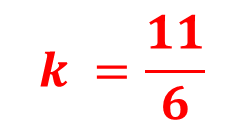 k = 11/6